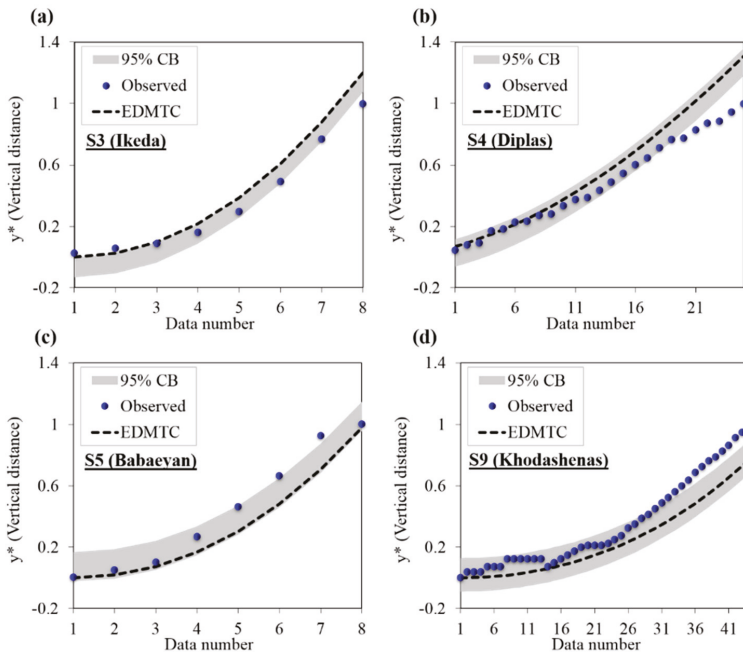 (a)
1.4
1
0.6
0.2
-0.2
y* (Vertical distance)
95% CB
Observed
EDMTC
S3 (Ikeda)
1 2 3 4 5 6 7 8
Data number
(b)
1.4
1
0.6
0.2
-0.2
y* (Vertical distance)
95% CB
Observed
EDMTC
S4 (Diplas)
1 6 11 16 21
Data number
(c)
1.4
1
0.6
0.2
-0.2
y* (Vertical distance)
95% CB
Observed
EDMTC
S5 (Babaeyan)
1 2 3 4 5 6 7 8
Data number
(d)
1.4
1
0.6
0.2
-0.2
y* (Vertical distance)
95% CB
Observed
EDMTC
S9 (Khodashenas)
1 6 11 16 21 26 31 36 41
Data number